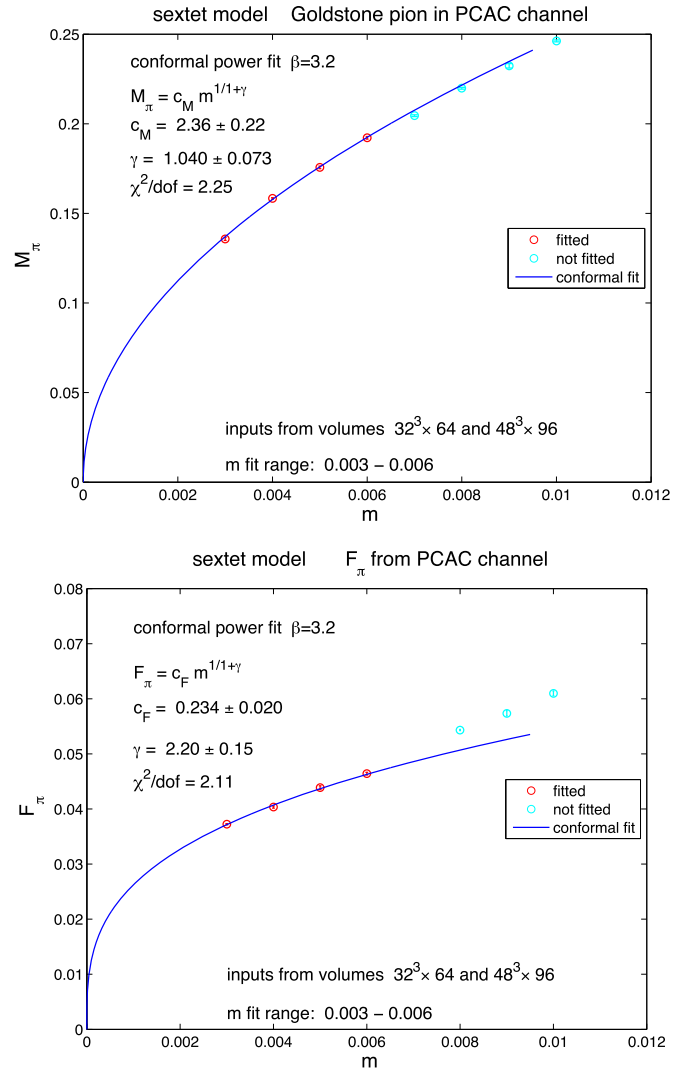 sextet model Goldstone pion in PCAC channel
0.25
0.2
0.15
0.1
0.05
0
M_π
conformal power fit β=3.2
M_π = c_M m^{1/1+γ}
c_M = 2.36 ± 0.22
γ = 1.040 ± 0.073
χ²/dof = 2.25
fitted
not fitted
conformal fit
inputs from volumes 32³× 64 and 48³× 96
m fit range: 0.003 − 0.006
0 0.002 0.004 0.006 0.008 0.01 0.012
m
sextet model F_π from PCAC channel
0.08
0.07
0.06
0.05
0.04
0.03
0.02
0.01
0
F_π
conformal power fit β=3.2
F_π = c_F m^{1/1+γ}
c_F = 0.234 ± 0.020
γ = 2.20 ± 0.15
χ²/dof = 2.11
fitted
not fitted
conformal fit
inputs from volumes 32³× 64 and 48³× 96
m fit range: 0.003 − 0.006
0 0.002 0.004 0.006 0.008 0.01 0.012
m